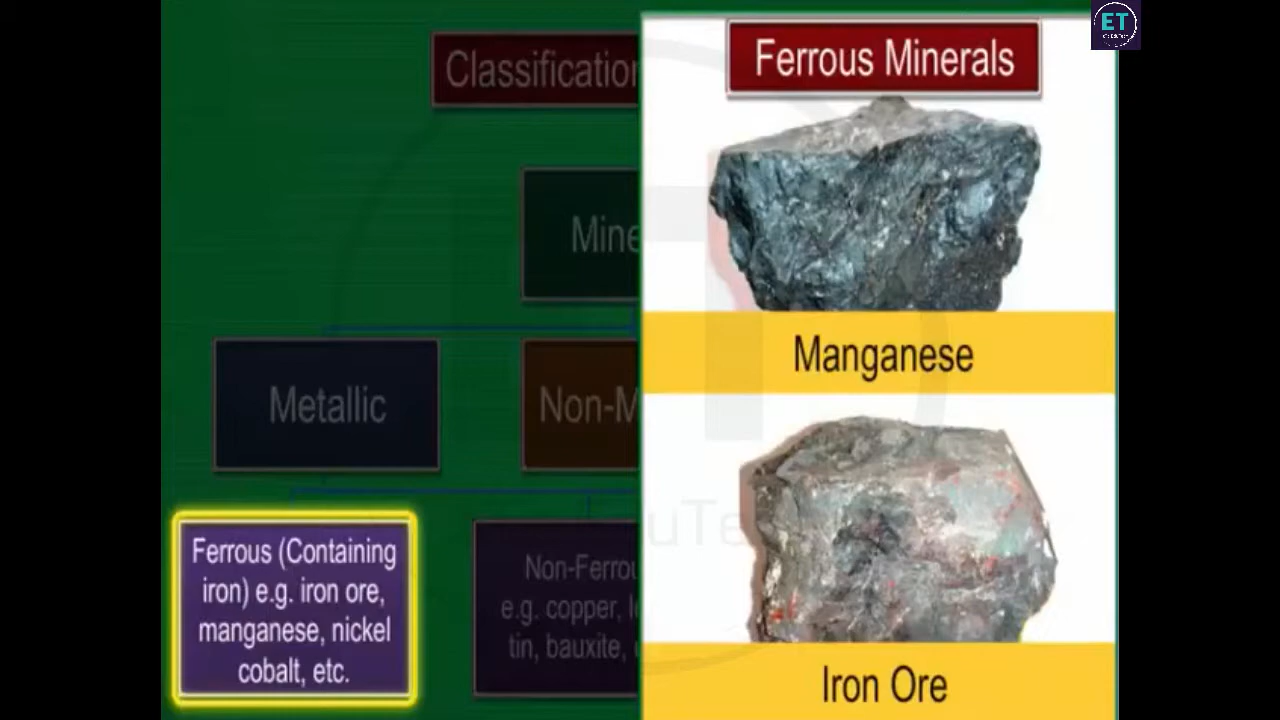 ET
Ferrous Minerals
Classification
Mine
Manganese
Metallic
Non-M
Ferrous (Containing
iron) e.g. iron ore,
manganese, nickel
cobalt, etc.
Non-Ferrou
e.g. copper, l
tin, bauxite,
Iron Ore